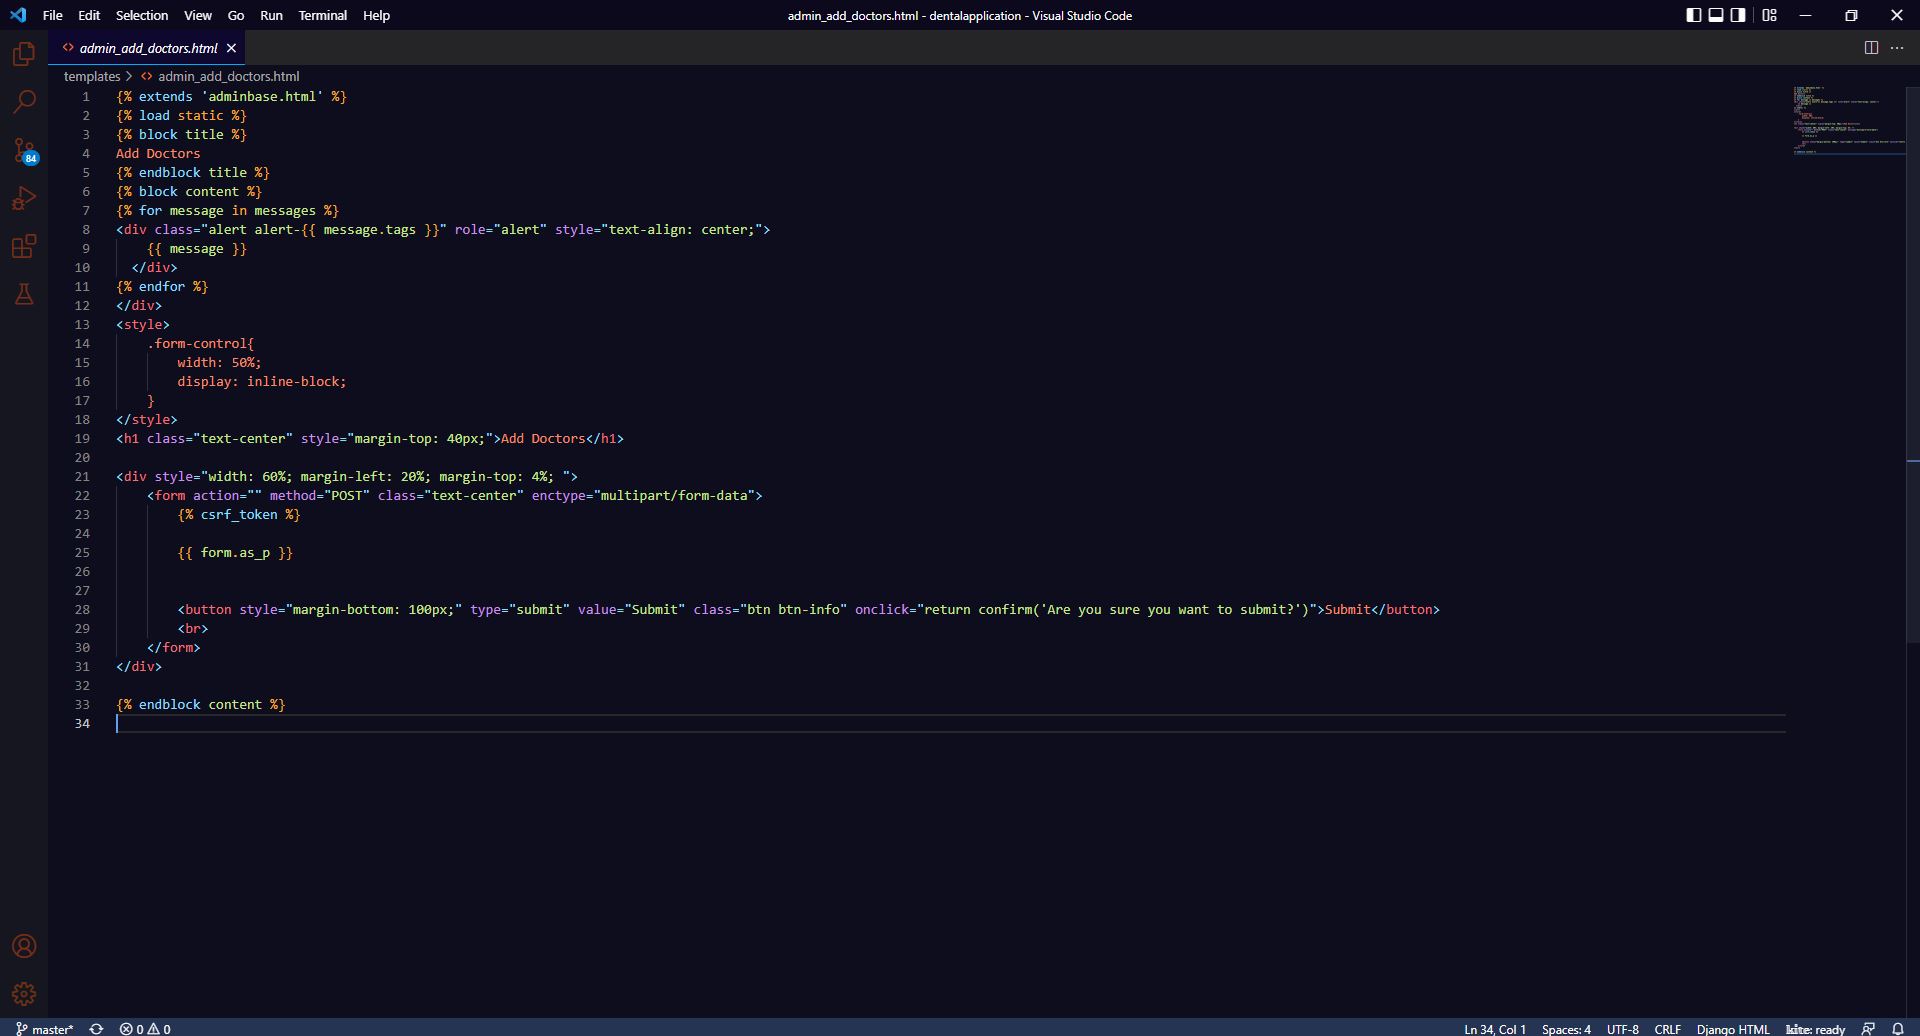 File Edit Selection View Go Run Terminal Help
admin_add_doctors.html - dentalapplication - Visual Studio Code
admin_add_doctors.html
templates > admin_add_doctors.html
84
1 {% extends 'adminbase.html' %}
2 {% load static %}
3 {% block title %}
4 Add Doctors
5 {% endblock title %}
6 {% block content %}
7 {% for message in messages %}
8 <div class="alert alert-{{ message.tags }}" role="alert" style="text-align: center;">
9 {{ message }}
10 </div>
11 {% endfor %}
12 </div>
13 <style>
14 .form-control{
15 width: 50%;
16 display: inline-block;
17 }
18 </style>
19 <h1 class="text-center" style="margin-top: 40px;">Add Doctors</h1>
20
21 <div style="width: 60%; margin-left: 20%; margin-top: 4%; ">
22 <form action="" method="POST" class="text-center" enctype="multipart/form-data">
23 {% csrf_token %}
24
25 {{ form.as_p }}
26
27
28 <button style="margin-bottom: 100px;" type="submit" value="Submit" class="btn btn-info" onclick="return confirm('Are you sure you want to submit?')">Submit</button>
29 <br>
30 </form>
31 </div>
32
33 {% endblock content %}
34
master* 0 0 Ln 34, Col 1 Spaces: 4 UTF-8 CRLF Django HTML kite: ready